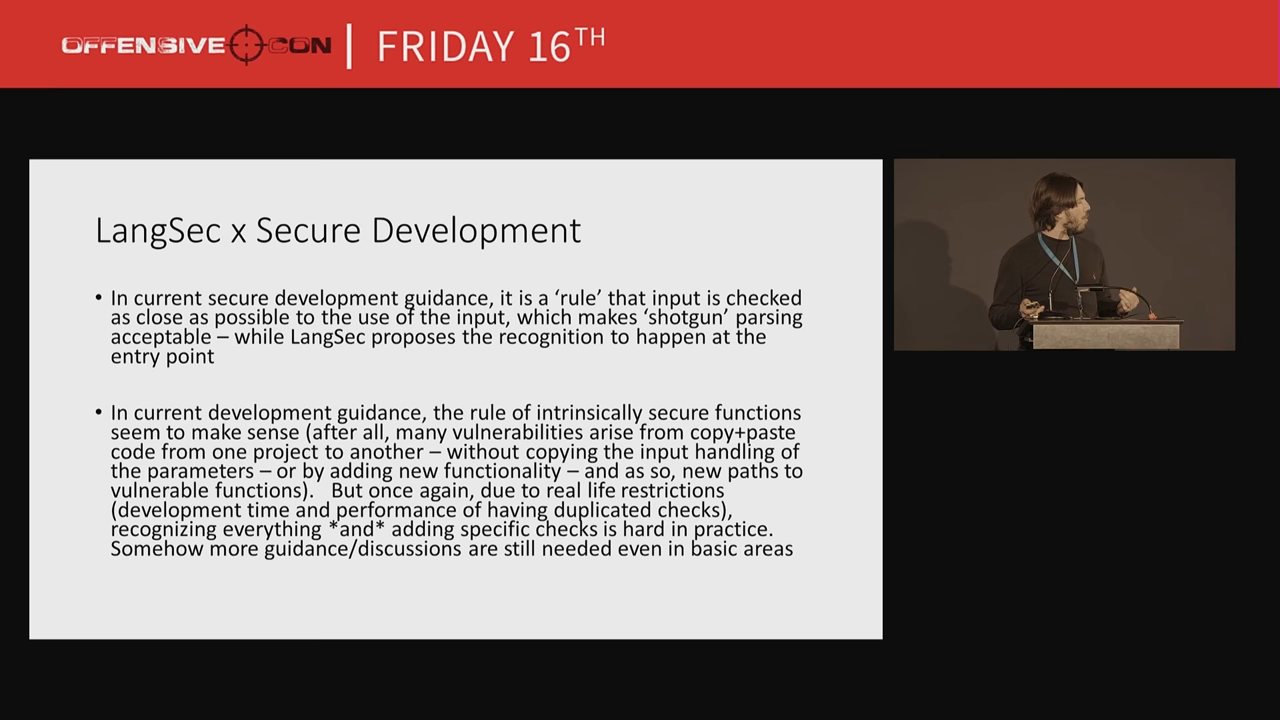 OFFENSIVE CON | FRIDAY 16TH
LangSec x Secure Development
• In current secure development guidance, it is a ‘rule’ that input is checked
as close as possible to the use of the input, which makes ‘shotgun’ parsing
acceptable – while LangSec proposes the recognition to happen at the
entry point
• In current development guidance, the rule of intrinsically secure functions
seem to make sense (after all, many vulnerabilities arise from copy+paste
code from one project to another – without copying the input handling of
the parameters – or by adding new functionality – and as so, new paths to
vulnerable functions). But once again, due to real life restrictions
(development time and performance of having duplicated checks),
recognizing everything *and* adding specific checks is hard in practice.
Somehow more guidance/discussions are still needed even in basic areas